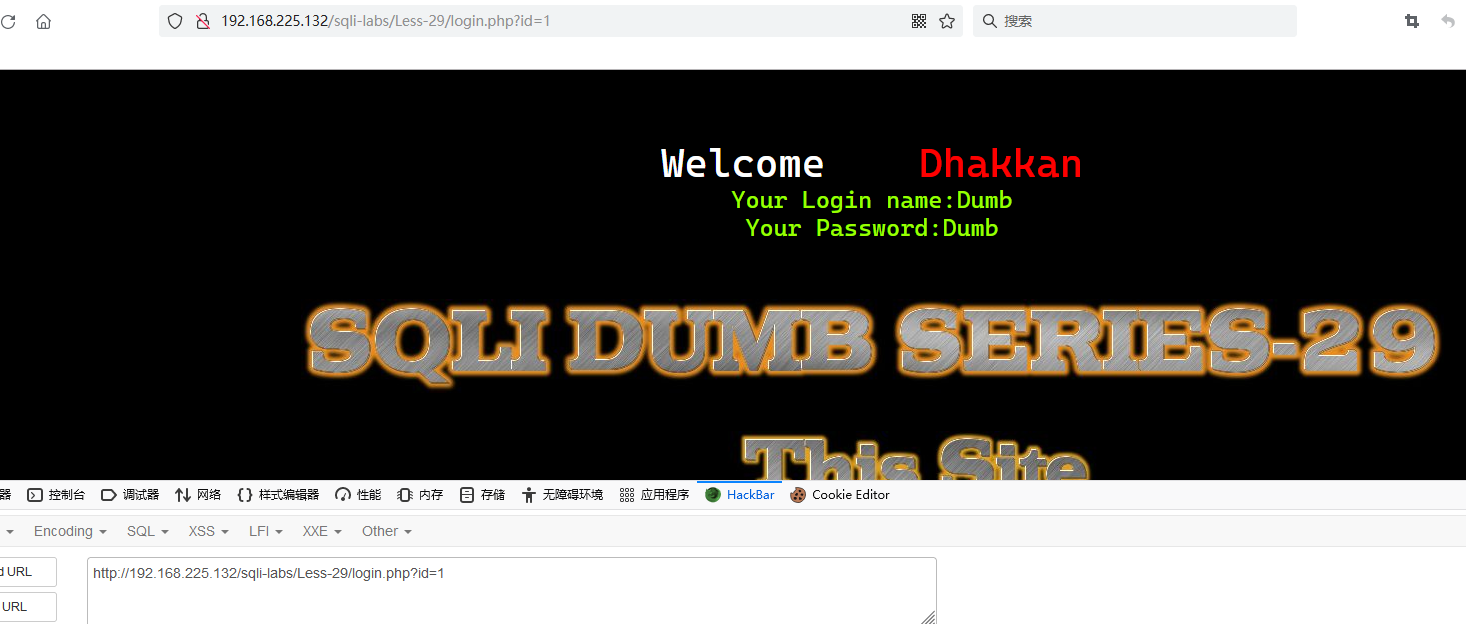 192.168.225.132/sqli-labs/Less-29/login.php?id=1 搜索
Welcome Dhakkan
Your Login name:Dumb
Your Password:Dumb
SQLI DUMB SERIES-29
This Site
器 控制台 调试器 网络 样式编辑器 性能 内存 存储 无障碍环境 应用程序 HackBar Cookie Editor
Encoding SQL XSS LFI XXE Other
d URL
http://192.168.225.132/sqli-labs/Less-29/login.php?id=1
URL